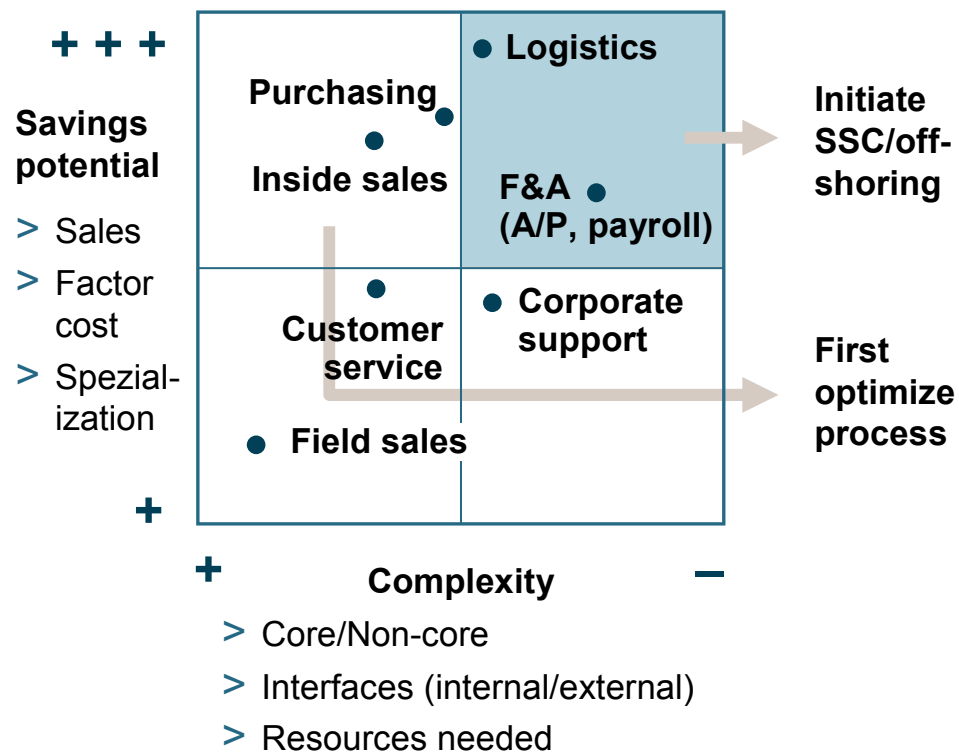 + + +
Savings
potential
> Sales
> Factor
cost
> Spezial-
ization
+
Logistics
Purchasing
Inside sales
F&A
(A/P, payroll)
Customer
service
Corporate
support
Field sales
Initiate
SSC/off-
shoring
First
optimize
process
+
Complexity
–
> Core/Non-core
> Interfaces (internal/external)
> Resources needed